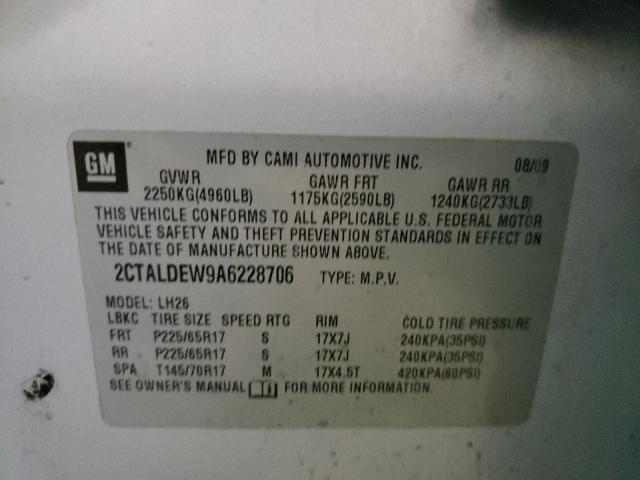 GM
MFD BY CAMI AUTOMOTIVE INC. 08/09
GVWR GAWR FRT GAWR RR
2250KG(4960LB) 1175KG(2590LB) 1240KG(2733LB)
THIS VEHICLE CONFORMS TO ALL APPLICABLE U.S. FEDERAL MOTOR
VEHICLE SAFETY AND THEFT PREVENTION STANDARDS IN EFFECT ON
THE DATE OF MANUFACTURE SHOWN ABOVE.
2CTALDEW9A6228706 TYPE: M.P.V.
MODEL: LH26
LBKC TIRE SIZE SPEED RTG RIM COLD TIRE PRESSURE
FRT P225/65R17 S 17X7J 240KPA(35PSI)
RR P225/65R17 S 17X7J 240KPA(35PSI)
SPA T145/70R17 M 17X4.5T 420KPA(60PSI)
SEE OWNER'S MANUAL FOR MORE INFORMATION.